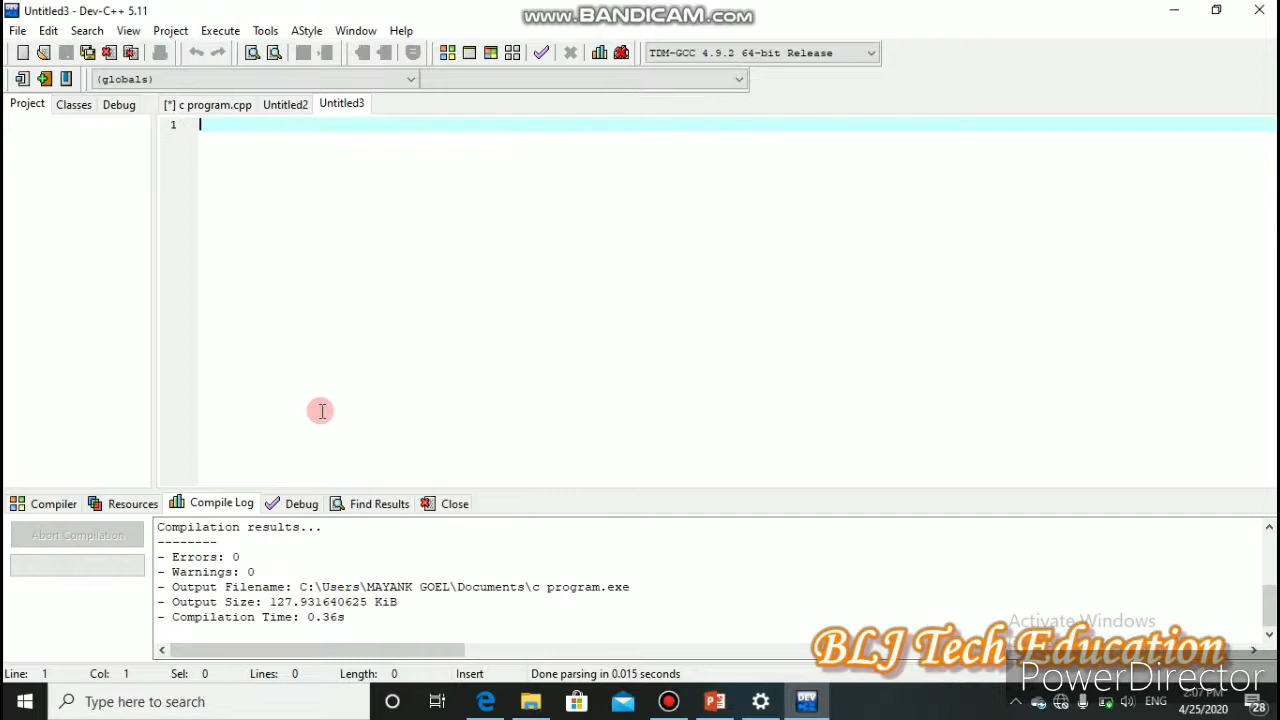 Untitled3 - Dev-C++ 5.11
www.BANDICAM.com
File Edit Search View Project Execute Tools AStyle Window Help
TDM-GCC 4.9.2 64-bit Release
(globals)
Project Classes Debug [*] c program.cpp Untitled2 Untitled3
1
Compiler Resources Compile Log Debug Find Results Close
Abort Compilation
Compilation results...
--------
- Errors: 0
- Warnings: 0
- Output Filename: C:\Users\MAYANK GOEL\Documents\c program.exe
- Output Size: 127.931640625 KiB
- Compilation Time: 0.36s
Activate Windows
BLJ Tech Education
Line: 1 Col: 1 Sel: 0 Lines: 0 Length: 0 Insert Done parsing in 0.015 seconds
PowerDirector
Type here to search
DEV
ENG
2:07 PM
4/25/2020
28